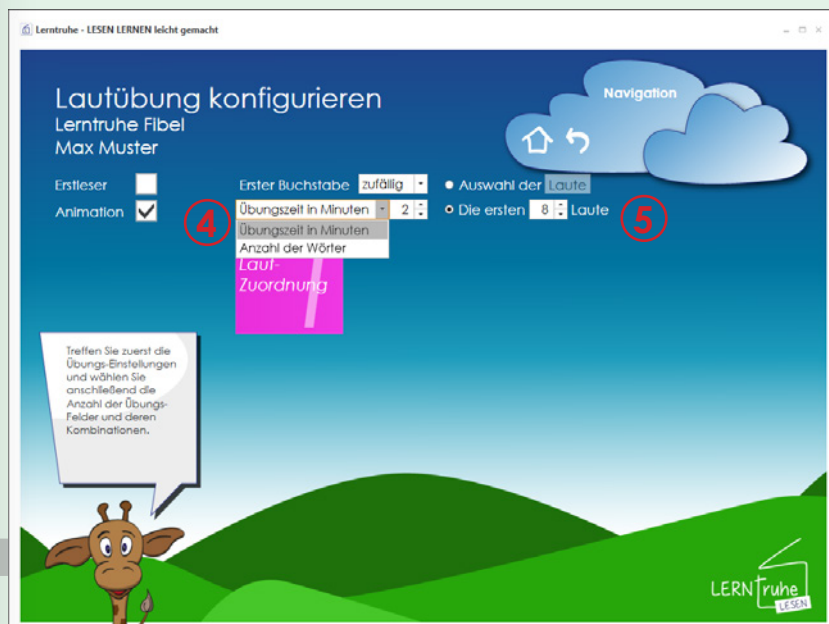 Lerntruhe - LESEN LERNEN leicht gemacht
Navigation
Lautübung konfigurieren
Lerntruhe Fibel
Max Muster
Erstleser
Erster Buchstabe zufällig
Auswahl der Laute
Animation
4
Übungszeit in Minuten 2
Die ersten 8 Laute
5
Übungszeit in Minuten
Anzahl der Wörter
Laut-
Zuordnung
Treffen Sie zuerst die
Übungs-Einstellungen
und wählen Sie
anschließend die
Anzahl der Übungs-
Felder und deren
Kombinationen.
LERNTruhe
LESEN